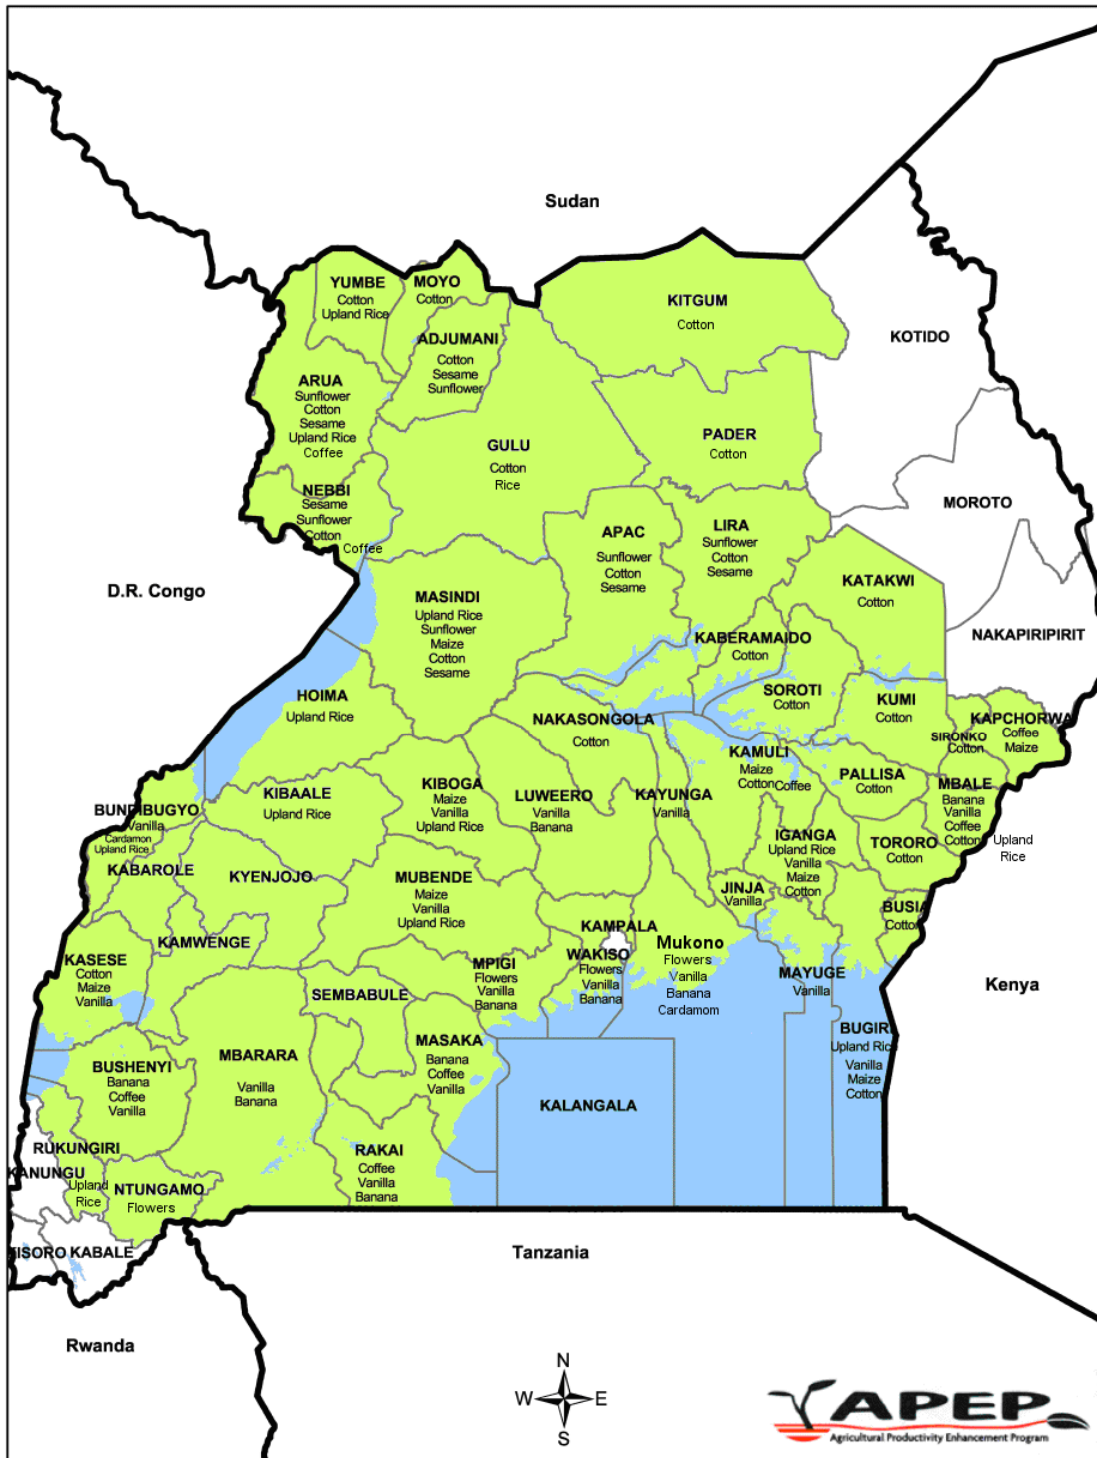 Sudan
YUMBE
Cotton
Upland Rice
MOYO
Cotton
KITGUM
Cotton
ADJUMANI
Cotton
Sesame
Sunflower
KOTIDO
ARUA
Sunflower
Cotton
Sesame
Upland Rice
Coffee
GULU
Cotton
Rice
PADER
Cotton
NEBBI
Sesame
Sunflower
Cotton
Coffee
MOROTO
APAC
Sunflower
Cotton
Sesame
LIRA
Sunflower
Cotton
Sesame
D.R. Congo
MASINDI
Upland Rice
Sunflower
Maize
Cotton
Sesame
KATAKWI
Cotton
NAKAPIRIPIRIT
KABERAMAIDO
Cotton
HOIMA
Upland Rice
SOROTI
Cotton
KUMI
Cotton
NAKASONGOLA
Cotton
KAPCHORWA
Coffee
Maize
SIRONKO
Cotton
KAMULI
Maize
Cotton
Coffee
PALLISA
Cotton
MBALE
Banana
Vanilla
Coffee
Cotton
Upland
Rice
KIBOGA
Maize
Vanilla
Upland Rice
LUWEERO
Vanilla
Banana
KAYUNGA
Vanilla
KIBAALE
Upland Rice
BUNDIBUGYO
Vanilla
Cardamon
Upland Rice
IGANGA
Upland Rice
Vanilla
Maize
Cotton
TORORO
Cotton
KABAROLE
KYENJOJO
MUBENDE
Maize
Vanilla
Upland Rice
JINJA
Vanilla
BUSIA
Cotton
KAMPALA
KAMWENGE
KASESE
Cotton
Maize
Vanilla
WAKISO
Flowers
Vanilla
Banana
Mukono
Flowers
Vanilla
Banana
Cardamom
MPIGI
Flowers
Vanilla
Banana
MAYUGE
Vanilla
Kenya
SEMBABULE
BUGIRI
Upland Rice
Vanilla
Maize
Cotton
MASAKA
Banana
Coffee
Vanilla
MBARARA
Vanilla
Banana
BUSHENYI
Banana
Coffee
Vanilla
KALANGALA
RUKUNGIRI
Upland
Rice
RAKAI
Coffee
Vanilla
Banana
KANUNGU
NTUNGAMO
Flowers
KABALE
Tanzania
Rwanda
N
W E
S
APEP
Agricultural Productivity Enhancement Program